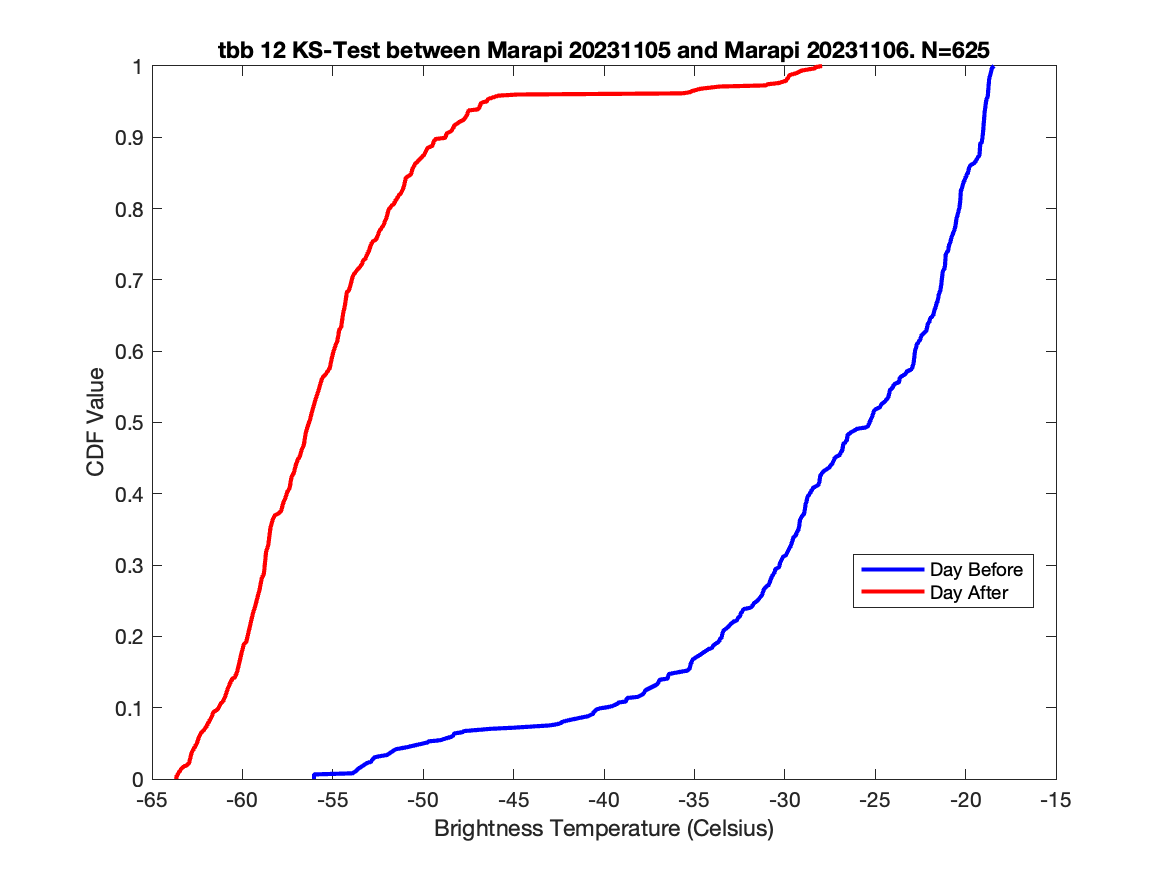 tbb 12 KS-Test between Marapi 20231105 and Marapi 20231106. N=625
1
0.9
0.8
0.7
0.6
0.5
0.4
0.3
0.2
0.1
0
CDF Value
Day Before
Day After
-65 -60 -55 -50 -45 -40 -35 -30 -25 -20 -15
Brightness Temperature (Celsius)